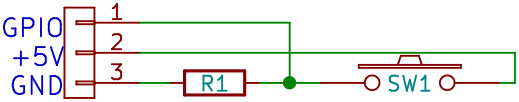 GPIO 1
+5V 2
GND 3
R1 SW1